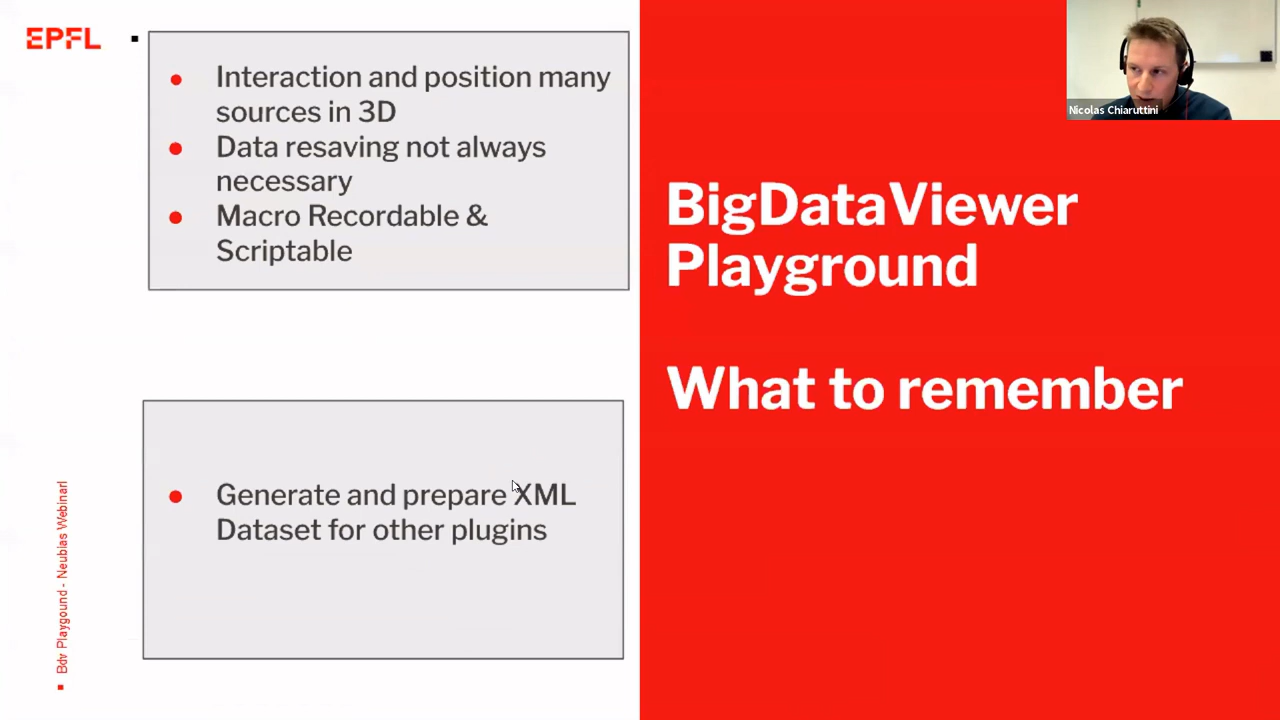 EPFL
Interaction and position many
sources in 3D
Data resaving not always
necessary
Macro Recordable &
Scriptable
Generate and prepare XML
Dataset for other plugins
Bdv Playgound - Neubias Webinarl
BigDataViewer
Playground
What to remember
Nicolas Chiaruttini